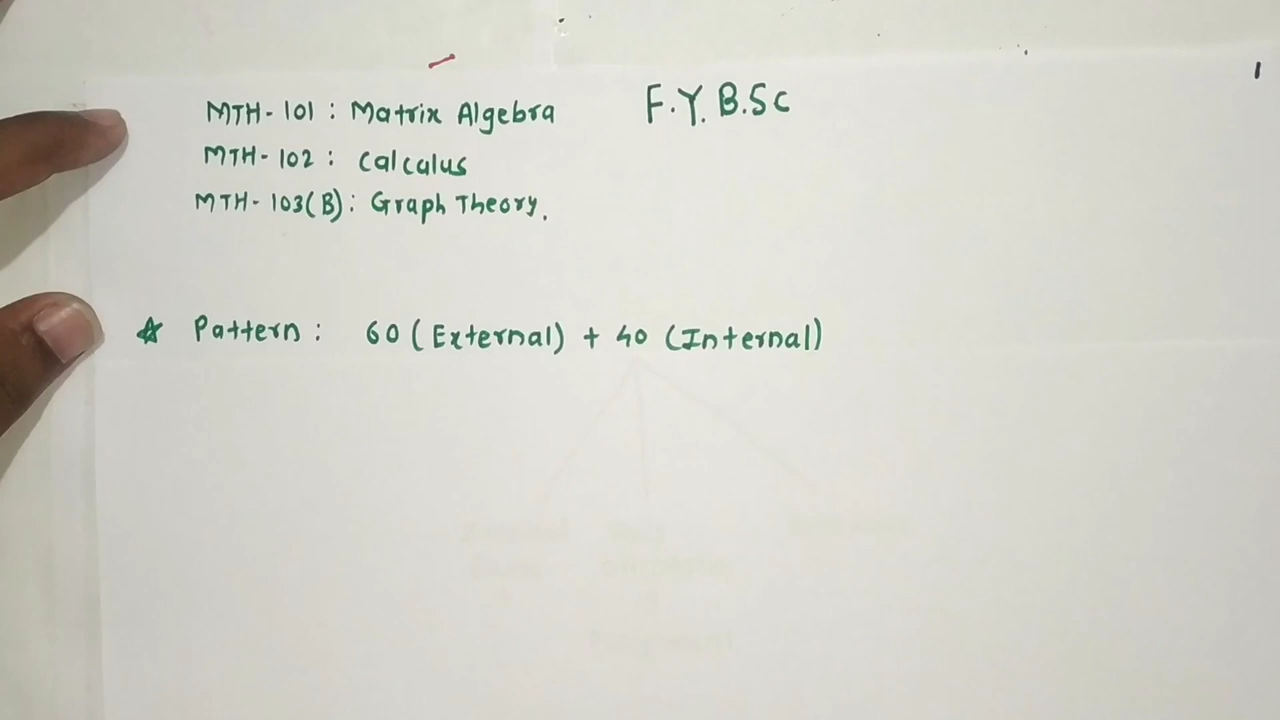 MTH-101 : Matrix Algebra F.Y. B.Sc
MTH-102 : Calculus
MTH-103(B): Graph Theory.
☆ Pattern : 60 (External) + 40 (Internal)